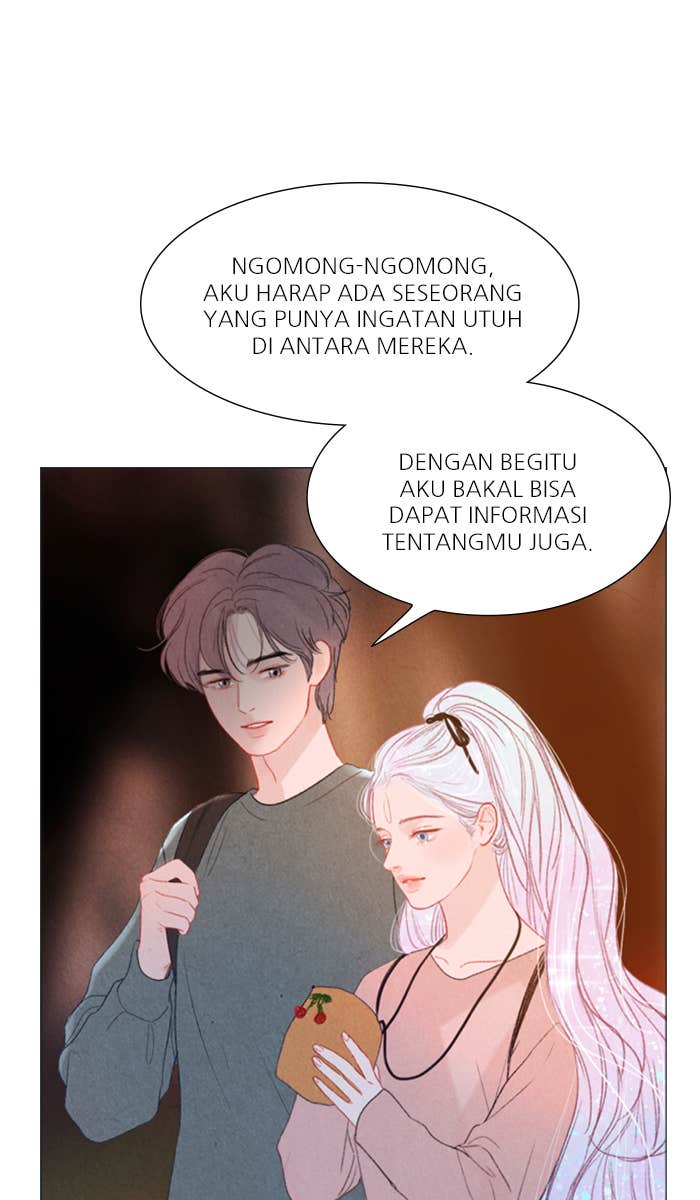 NGOMONG-NGOMONG,
AKU HARAP ADA SESEORANG
YANG PUNYA INGATAN UTUH
DI ANTARA MEREKA.
DENGAN BEGITU
AKU BAKAL BISA
DAPAT INFORMASI
TENTANGMU JUGA.